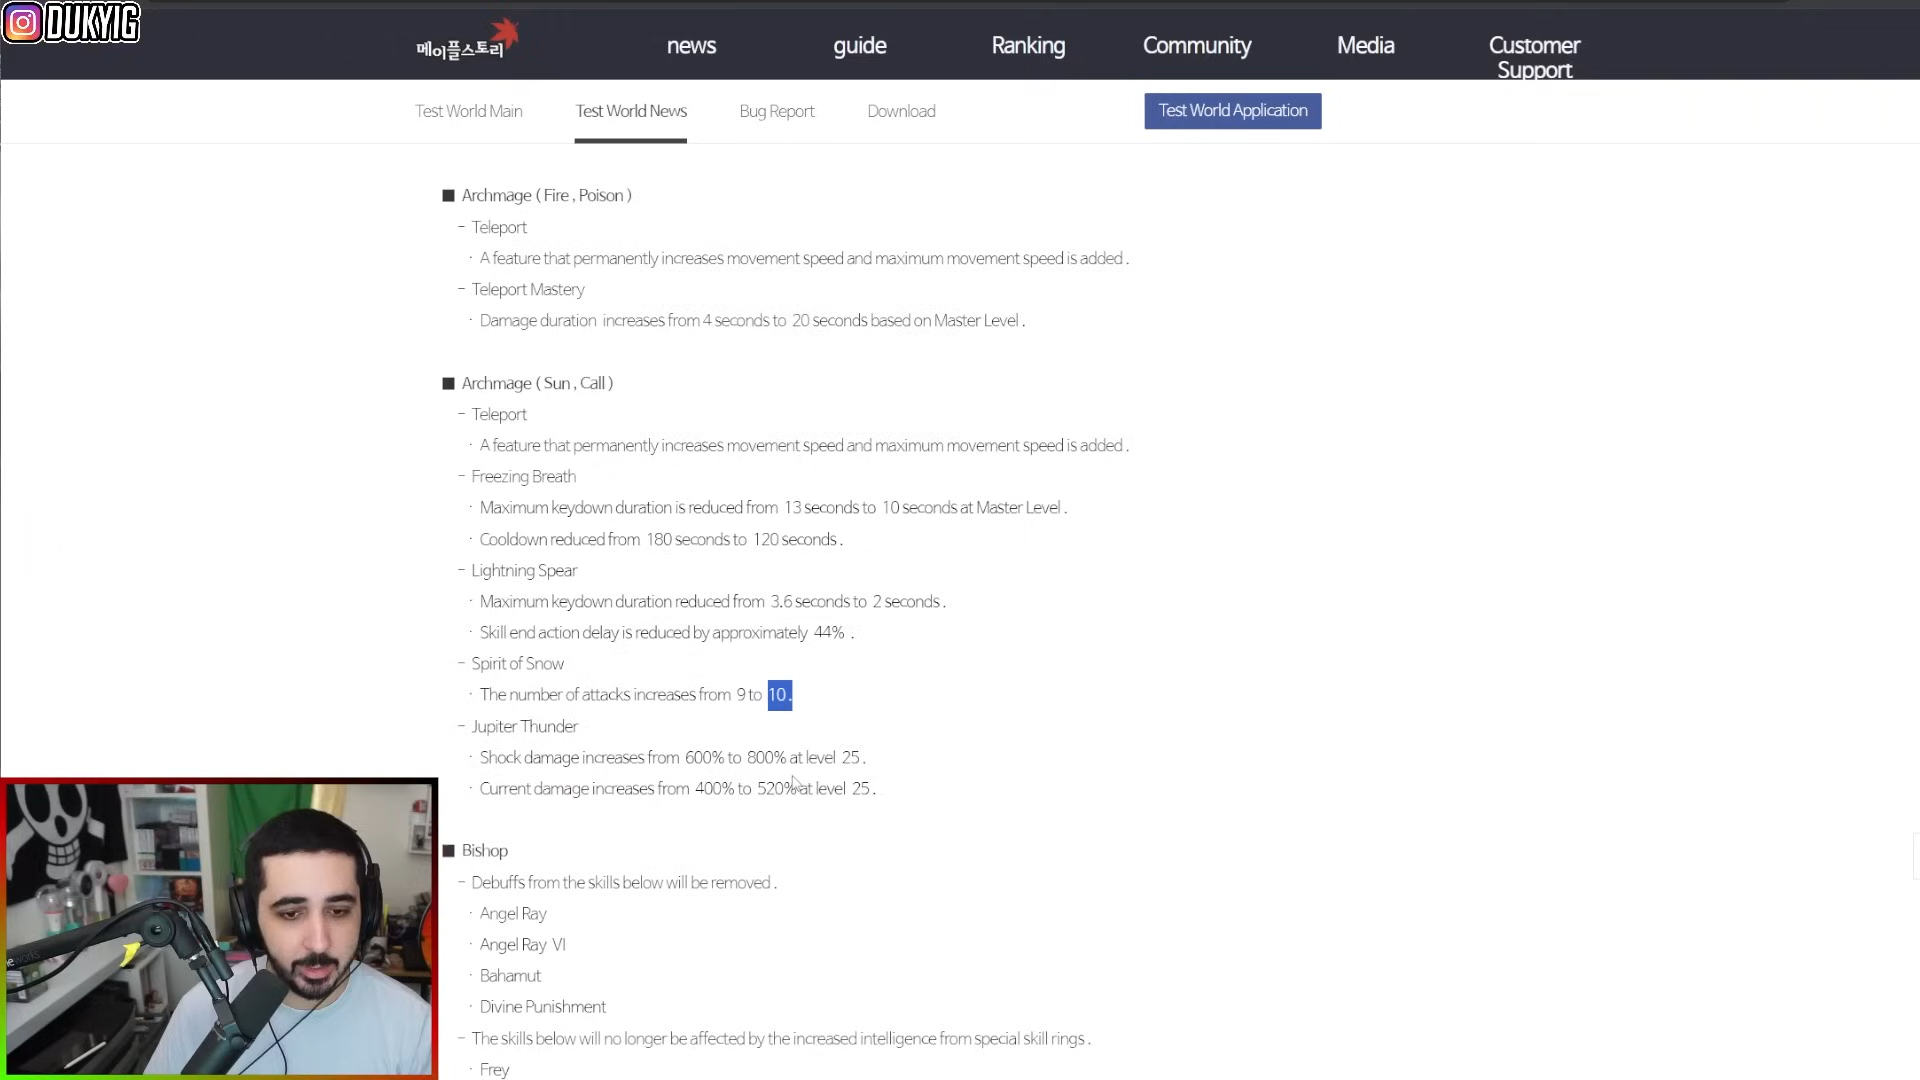 DUKYIG
메이플스토리
news
guide
Ranking
Community
Media
Customer Support
Test World Main
Test World News
Bug Report
Download
Test World Application
■ Archmage ( Fire , Poison )
- Teleport
· A feature that permanently increases movement speed and maximum movement speed is added .
- Teleport Mastery
· Damage duration increases from 4 seconds to 20 seconds based on Master Level .
■ Archmage ( Sun , Call )
- Teleport
· A feature that permanently increases movement speed and maximum movement speed is added .
- Freezing Breath
· Maximum keydown duration is reduced from 13 seconds to 10 seconds at Master Level .
· Cooldown reduced from 180 seconds to 120 seconds .
- Lightning Spear
· Maximum keydown duration reduced from 3.6 seconds to 2 seconds .
· Skill end action delay is reduced by approximately 44% .
- Spirit of Snow
· The number of attacks increases from 9 to 10 .
- Jupiter Thunder
· Shock damage increases from 600% to 800% at level 25 .
· Current damage increases from 400% to 520% at level 25 .
■ Bishop
- Debuffs from the skills below will be removed .
· Angel Ray
· Angel Ray VI
· Bahamut
· Divine Punishment
- The skills below will no longer be affected by the increased intelligence from special skill rings .
· Frey